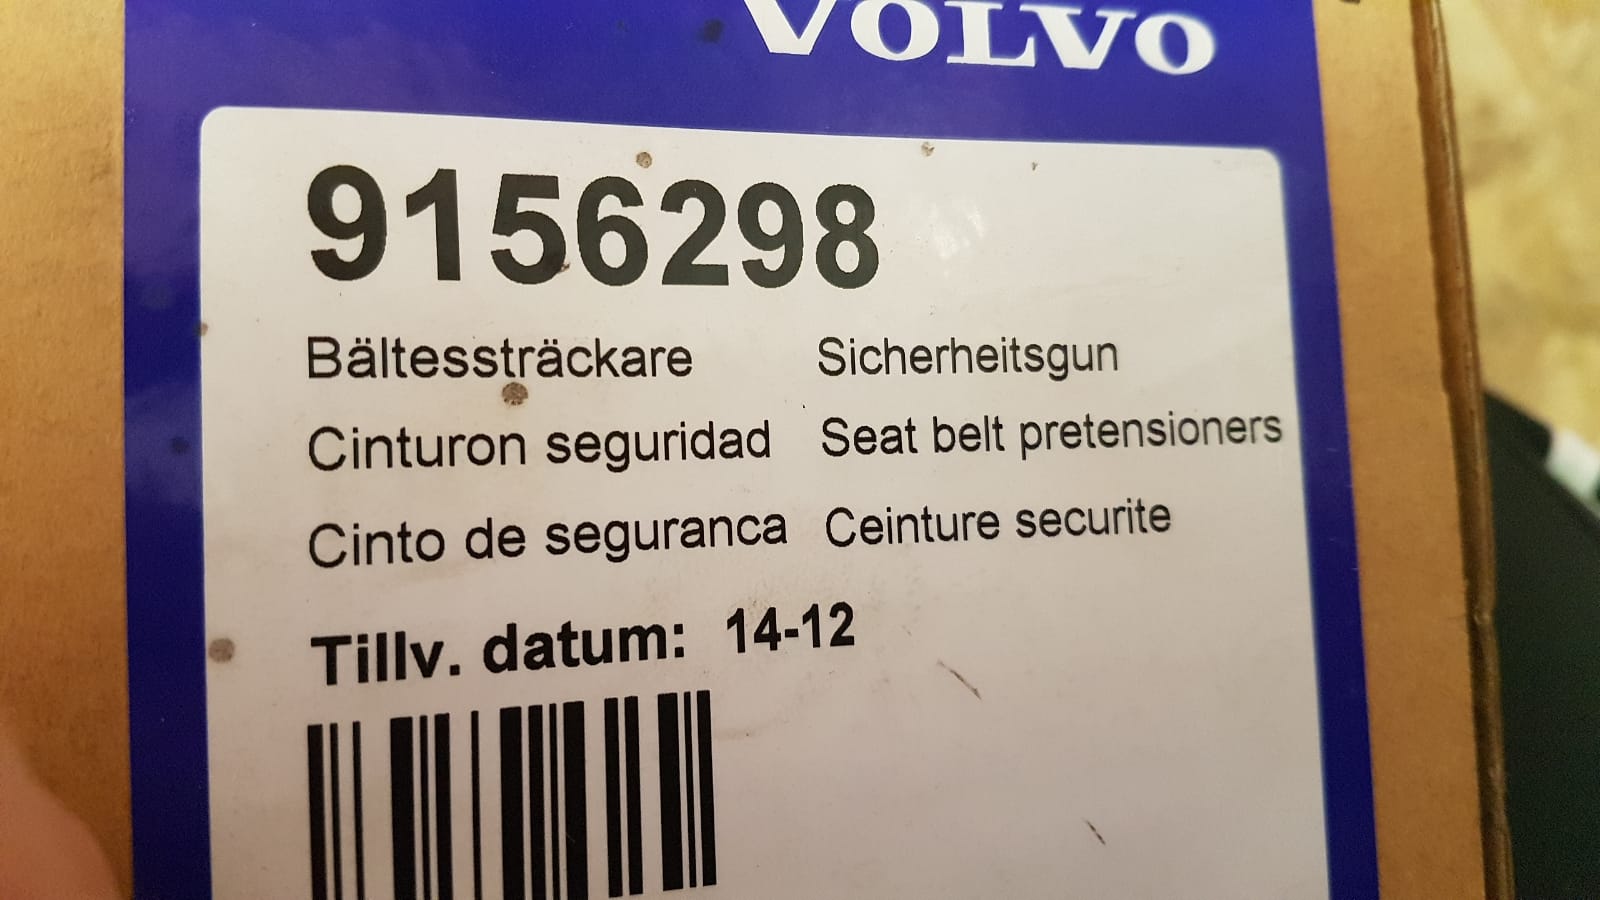 VOLVO
9156298
Bältessträckare Sicherheitsgun
Cinturon seguridad Seat belt pretensioners
Cinto de seguranca Ceinture securite
Tillv. datum: 14-12